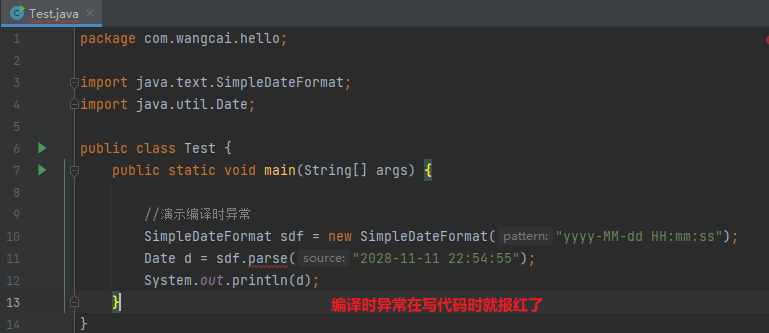 Test.java
1 package com.wangcai.hello;
2
3 import java.text.SimpleDateFormat;
4 import java.util.Date;
5
6 public class Test {
7 public static void main(String[] args) {
8
9 //演示编译时异常
10 SimpleDateFormat sdf = new SimpleDateFormat( pattern: "yyyy-MM-dd HH:mm:ss");
11 Date d = sdf.parse( source: "2028-11-11 22:54:55");
12 System.out.println(d);
13 } 编译时异常在写代码时就报红了
14 }